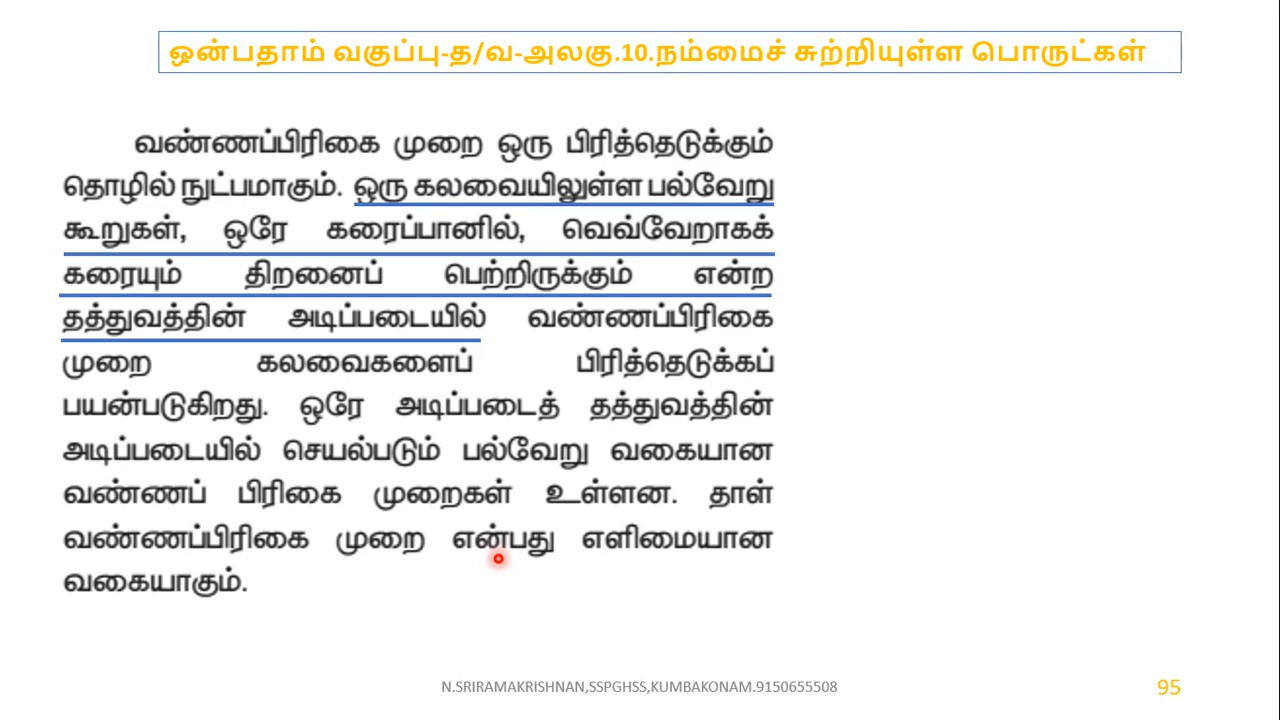 ஒன்பதாம் வகுப்பு-த/வ-அலகு.10.நம்மைச் சுற்றியுள்ள பொருட்கள்
வண்ணப்பிரிகை முறை ஒரு பிரித்தெடுக்கும்
தொழில் நுட்பமாகும். ஒரு கலவையிலுள்ள பல்வேறு
கூறுகள், ஒரே கரைப்பானில், வெவ்வேறாகக்
கரையும் திறனைப் பெற்றிருக்கும் என்ற
தத்துவத்தின் அடிப்படையில் வண்ணப்பிரிகை
முறை கலவைகளைப் பிரித்தெடுக்கப்
பயன்படுகிறது. ஒரே அடிப்படைத் தத்துவத்தின்
அடிப்படையில் செயல்படும் பல்வேறு வகையான
வண்ணப் பிரிகை முறைகள் உள்ளன. தாள்
வண்ணப்பிரிகை முறை என்பது எளிமையான
வகையாகும்.
N.SRIRAMAKRISHNAN,SSPGHSS,KUMBAKONAM.9150655508
95